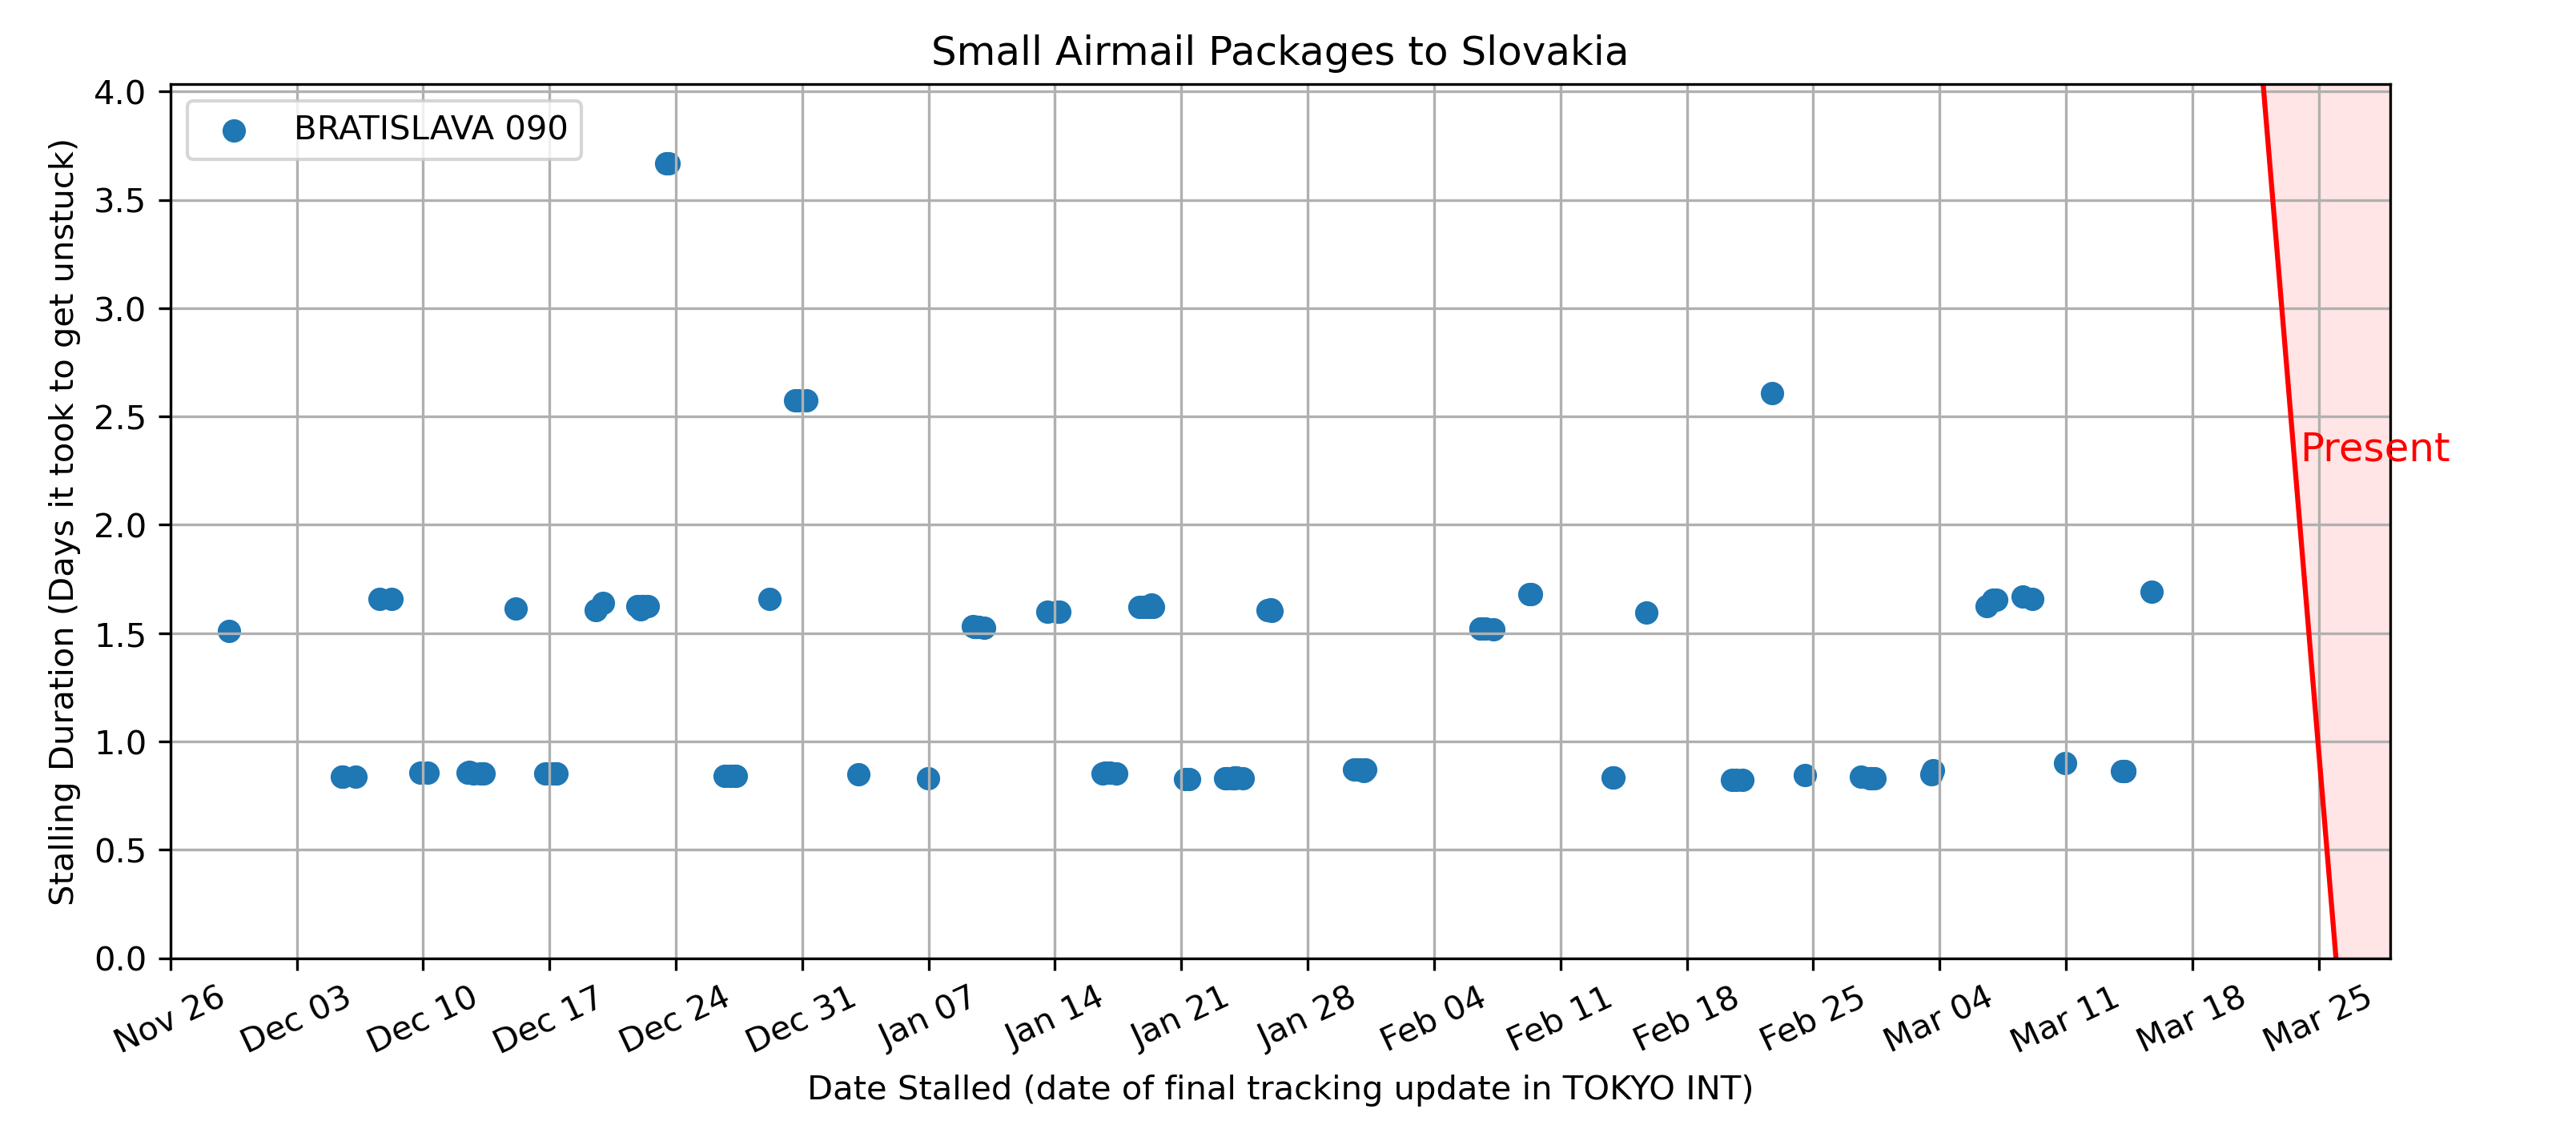 Small Airmail Packages to Slovakia
BRATISLAVA 090
Stalling Duration (Days it took to get unstuck)
4.0
3.5
3.0
2.5
2.0
1.5
1.0
0.5
0.0
Present
Nov 26
Dec 03
Dec 10
Dec 17
Dec 24
Dec 31
Jan 07
Jan 14
Jan 21
Jan 28
Feb 04
Feb 11
Feb 18
Feb 25
Mar 04
Mar 11
Mar 18
Mar 25
Date Stalled (date of final tracking update in TOKYO INT)